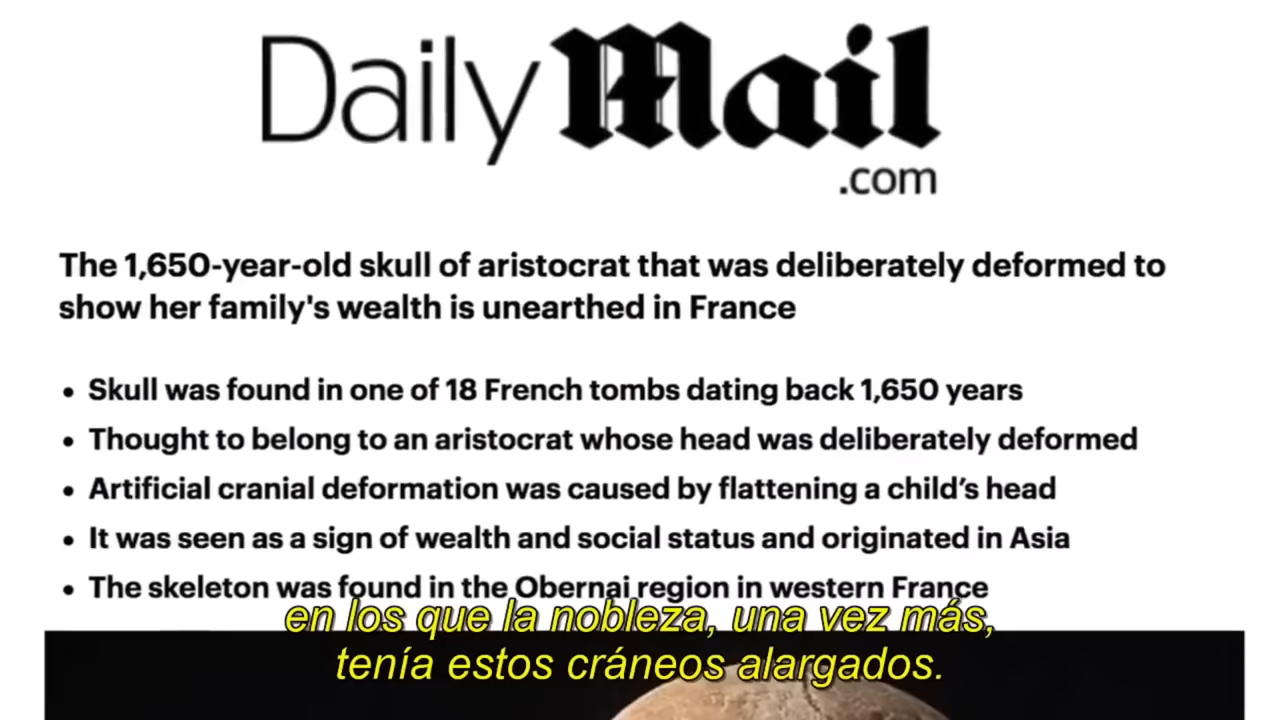 Daily Mail
.com
The 1,650-year-old skull of aristocrat that was deliberately deformed to
show her family's wealth is unearthed in France
• Skull was found in one of 18 French tombs dating back 1,650 years
• Thought to belong to an aristocrat whose head was deliberately deformed
• Artificial cranial deformation was caused by flattening a child’s head
• It was seen as a sign of wealth and social status and originated in Asia
• The skeleton was found in the Obernai region in western France
en los que la nobleza, una vez más,
tenía estos cráneos alargados.